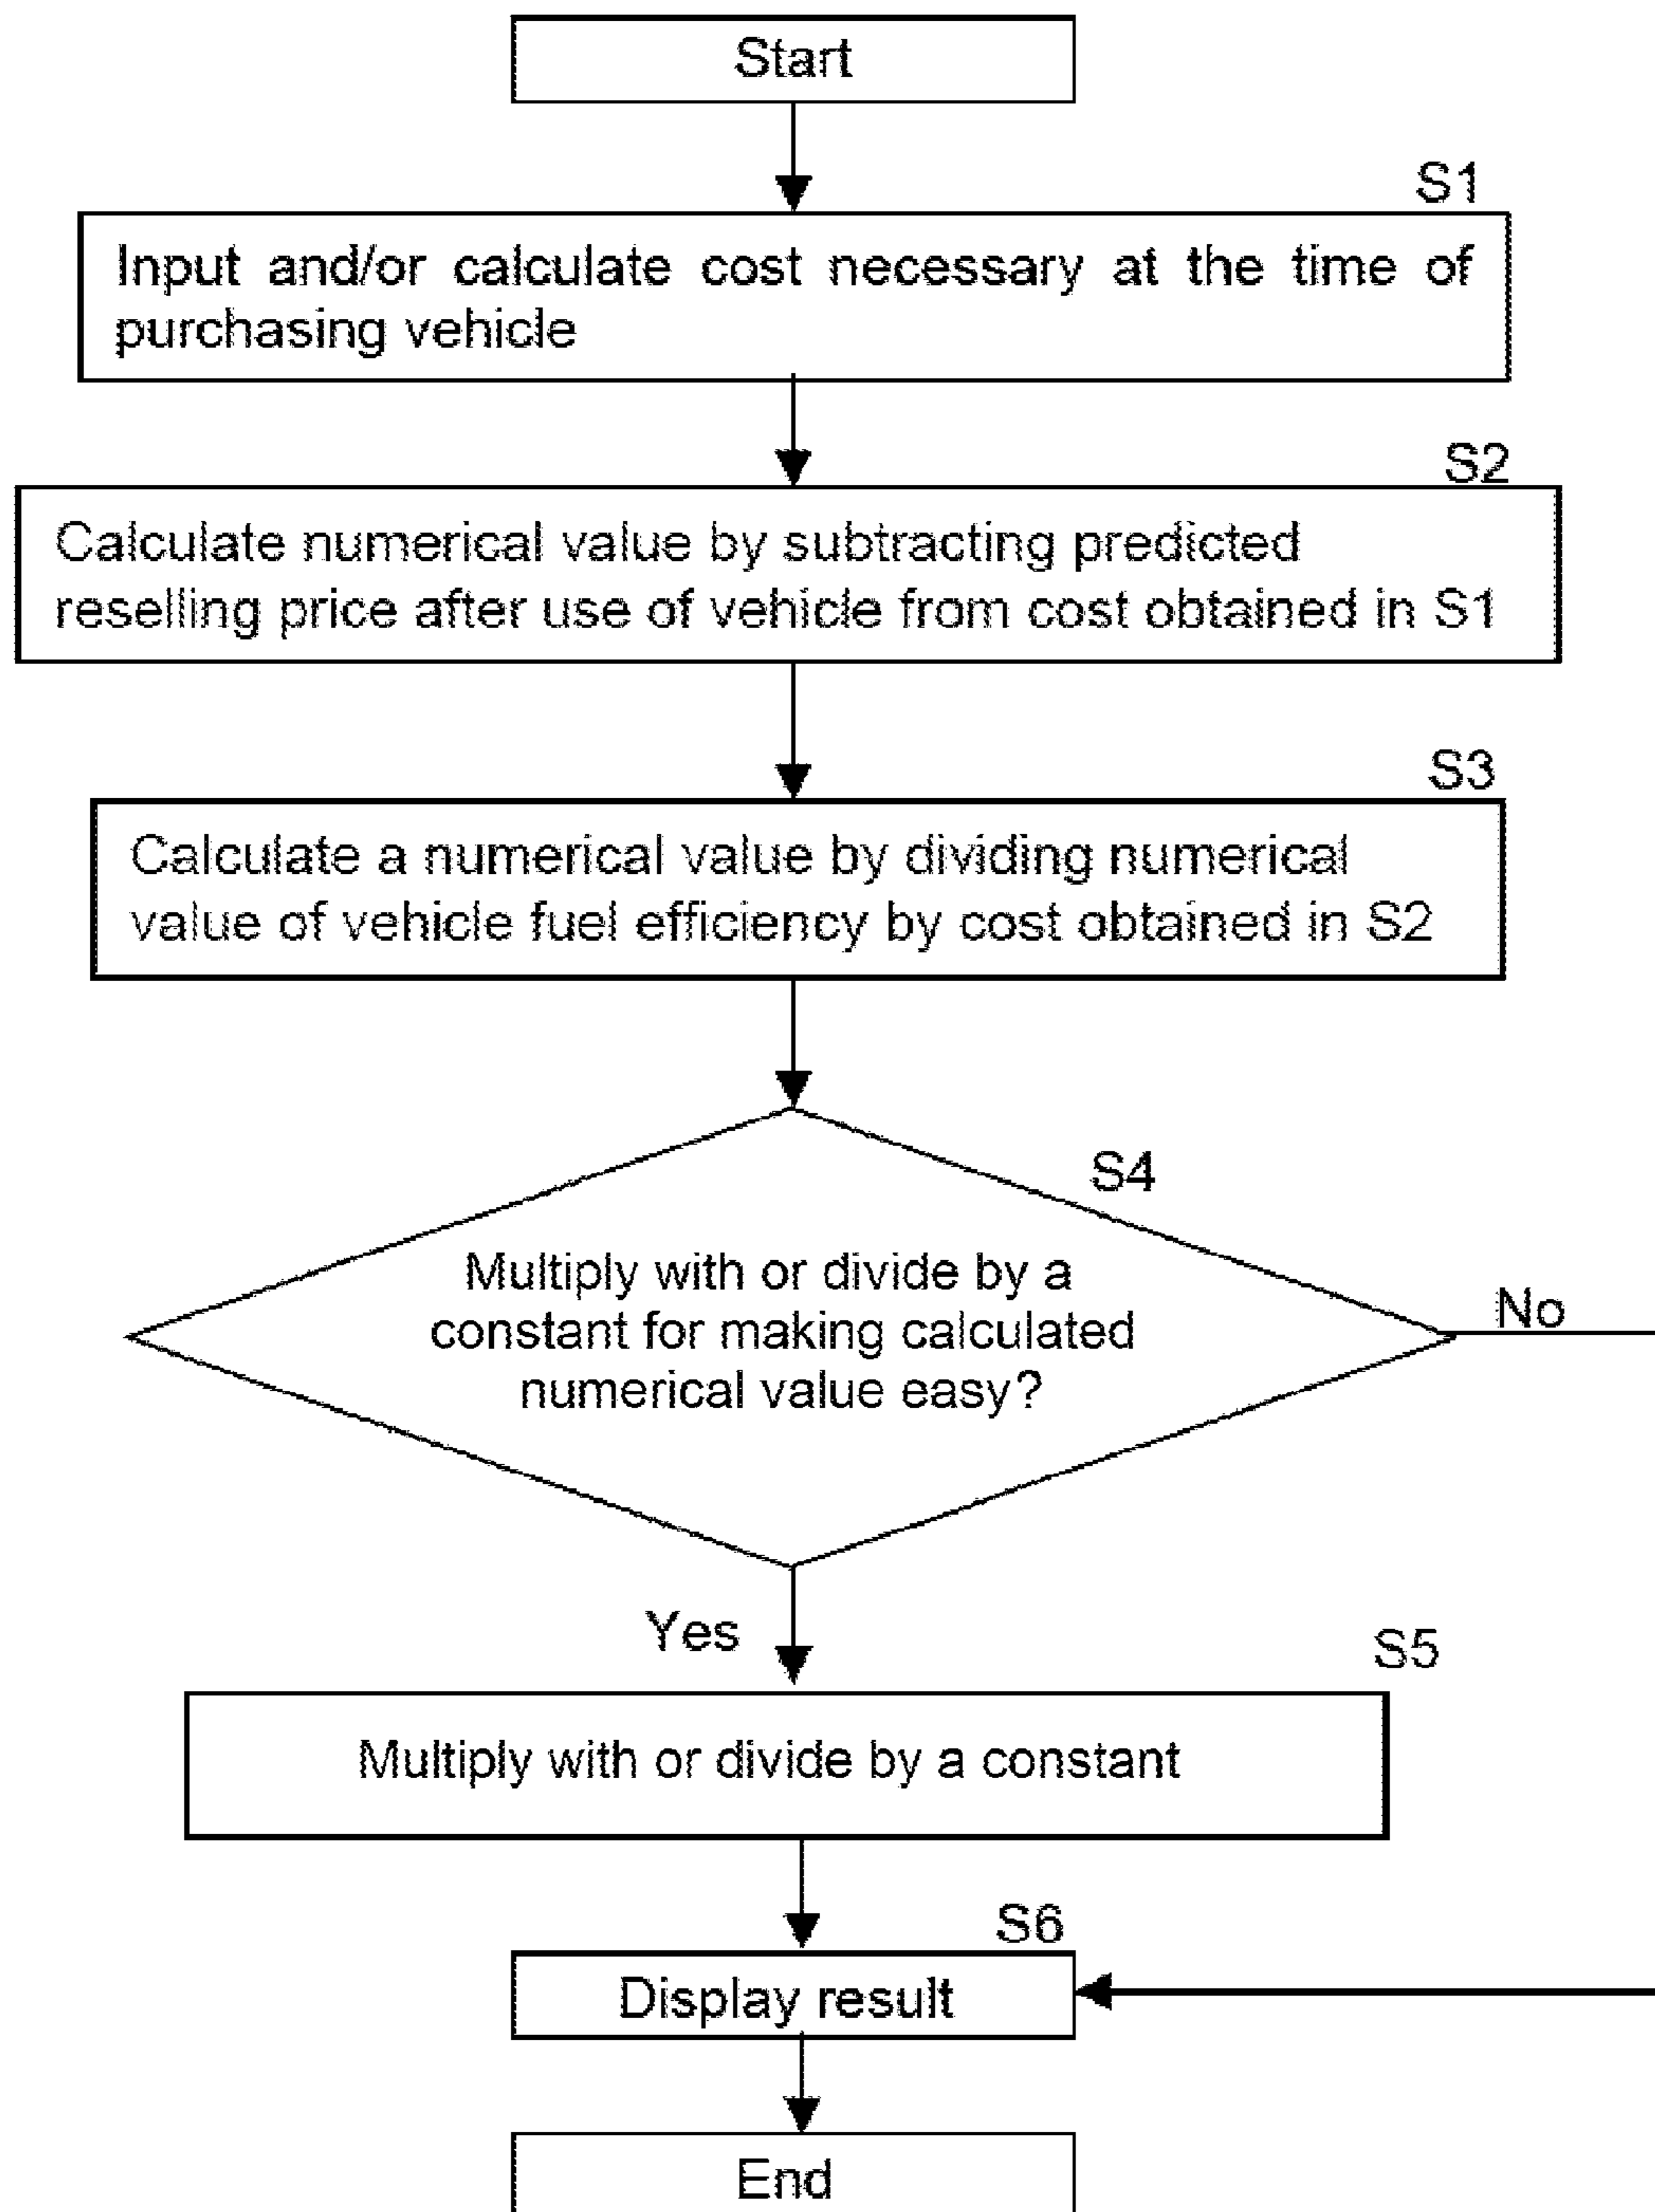 Start
S1
Input and/or calculate cost necessary at the time of
purchasing vehicle
S2
Calculate numerical value by subtracting predicted
reselling price after use of vehicle from cost obtained in S1
S3
Calculate a numerical value by dividing numerical
value of vehicle fuel efficiency by cost obtained in S2
S4
Multiply with or divide by a
constant for making calculated
numerical value easy?
No
Yes
S5
Multiply with or divide by a constant
S6
Display result
End